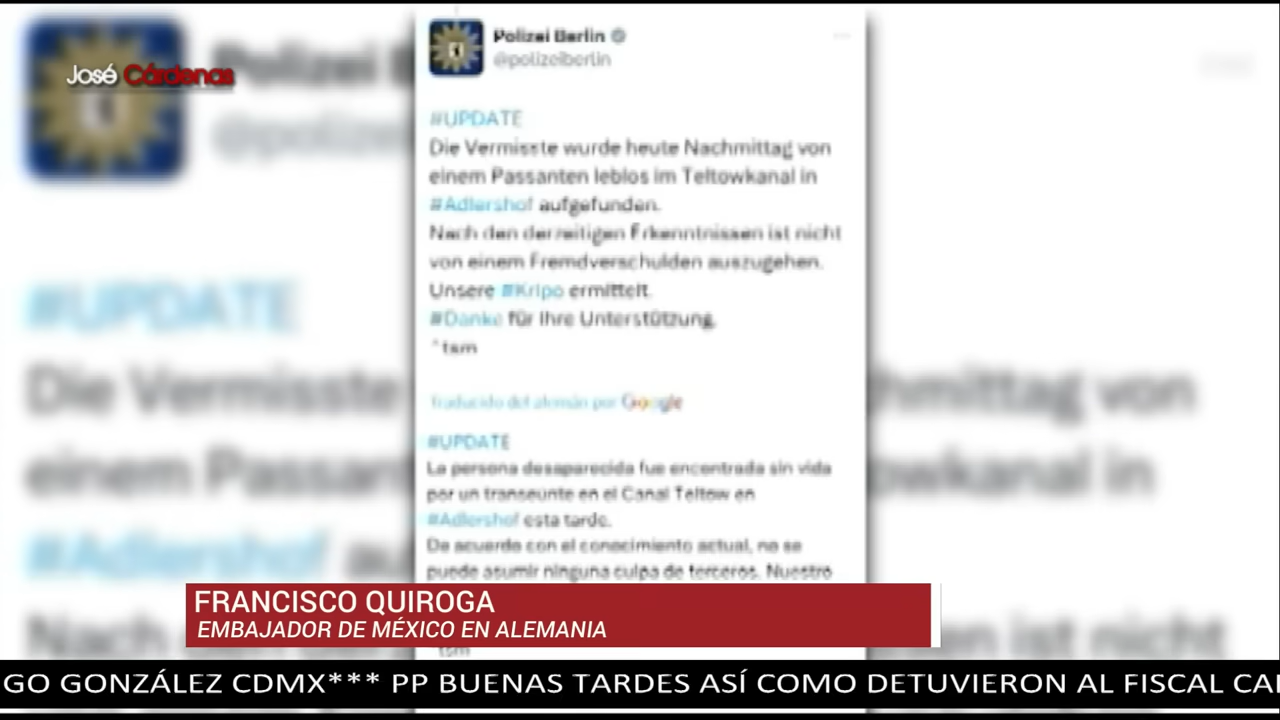 José Cárdenas
Polizei Berlin
@polizeiberlin
#UPDATE
Die Vermisste wurde heute Nachmittag von
einem Passanten leblos im Teltowkanal in
#Adlershof aufgefunden.
Nach den derzeitigen Erkenntnissen ist nicht
von einem Fremdverschulden auszugehen.
Unsere #Kripo ermittelt.
#Danke für Ihre Unterstützung.
^tsm
Traducido del alemán por Google
#UPDATE
La persona desaparecida fue encontrada sin vida
por un transeúnte en el Canal Teltow en
#Adlershof esta tarde.
De acuerdo con el conocimiento actual, no se
puede asumir ninguna culpa de terceros. Nuestro
FRANCISCO QUIROGA
EMBAJADOR DE MÉXICO EN ALEMANIA
^tsm
GO GONZÁLEZ CDMX*** PP BUENAS TARDES ASÍ COMO DETUVIERON AL FISCAL